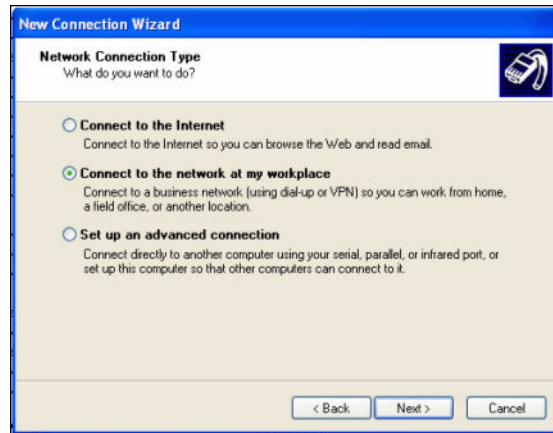 New Connection Wizard
Network Connection Type
What do you want to do?
Connect to the Internet
Connect to the Internet so you can browse the Web and read email.
Connect to the network at my workplace
Connect to a business network (using dial-up or VPN) so you can work from home,
a field office, or another location.
Set up an advanced connection
Connect directly to another computer using your serial, parallel, or infrared port, or
set up this computer so that other computers can connect to it.
< Back Next > Cancel